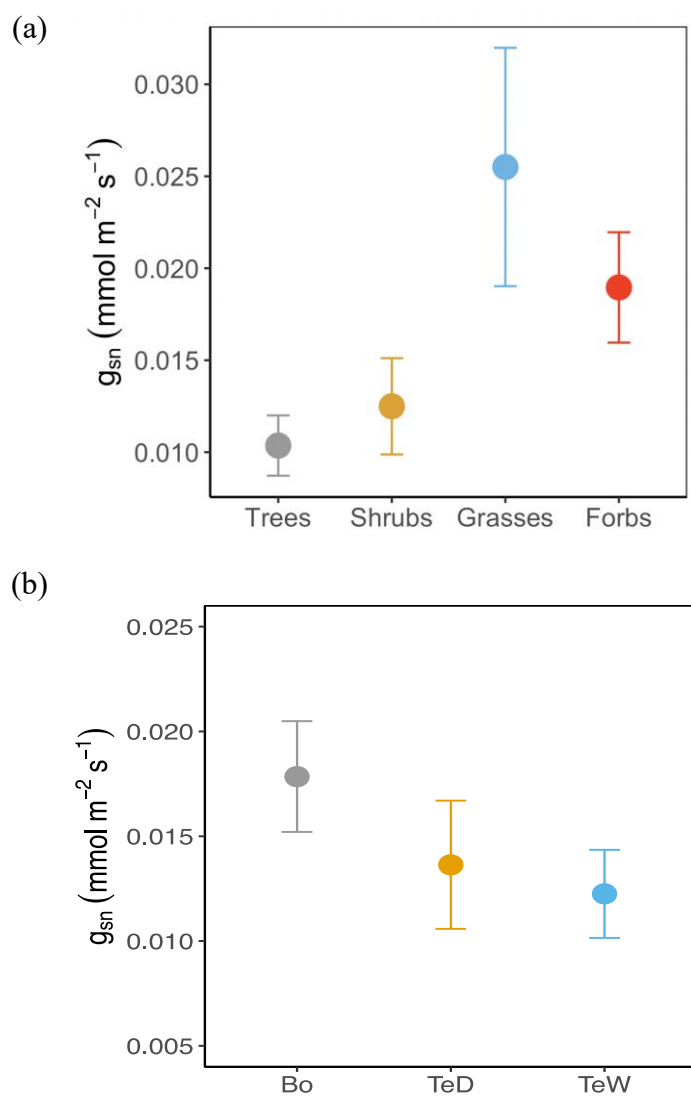 (a)
0.030
0.025
0.020
0.015
0.010
gsn (mmol m−2 s−1)
Trees Shrubs Grasses Forbs
(b)
0.025
0.020
0.015
0.010
0.005
gsn (mmol m−2 s−1)
Bo TeD TeW